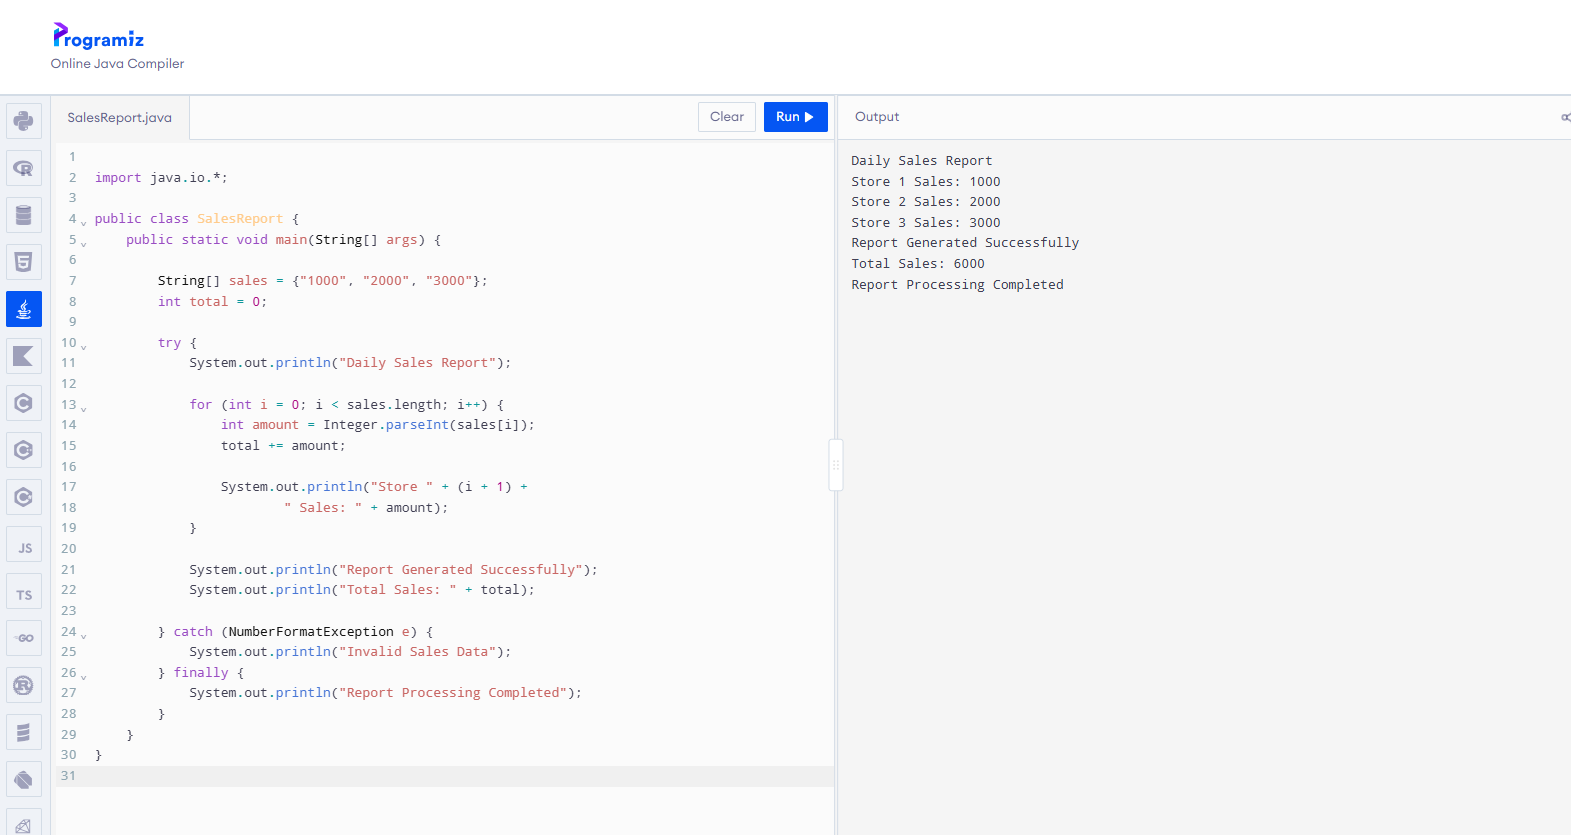 Programiz
Online Java Compiler
SalesReport.java
Clear
Run
Output
1
2 import java.io.*;
3
4 public class SalesReport {
5     public static void main(String[] args) {
6
7         String[] sales = {"1000", "2000", "3000"};
8         int total = 0;
9
10         try {
11             System.out.println("Daily Sales Report");
12
13             for (int i = 0; i < sales.length; i++) {
14                 int amount = Integer.parseInt(sales[i]);
15                 total += amount;
16
17                 System.out.println("Store " + (i + 1) +
18                         " Sales: " + amount);
19             }
20
21             System.out.println("Report Generated Successfully");
22             System.out.println("Total Sales: " + total);
23
24         } catch (NumberFormatException e) {
25             System.out.println("Invalid Sales Data");
26         } finally {
27             System.out.println("Report Processing Completed");
28         }
29     }
30 }
31
Daily Sales Report
Store 1 Sales: 1000
Store 2 Sales: 2000
Store 3 Sales: 3000
Report Generated Successfully
Total Sales: 6000
Report Processing Completed
R
5
C
C
C
JS
TS
GO
R